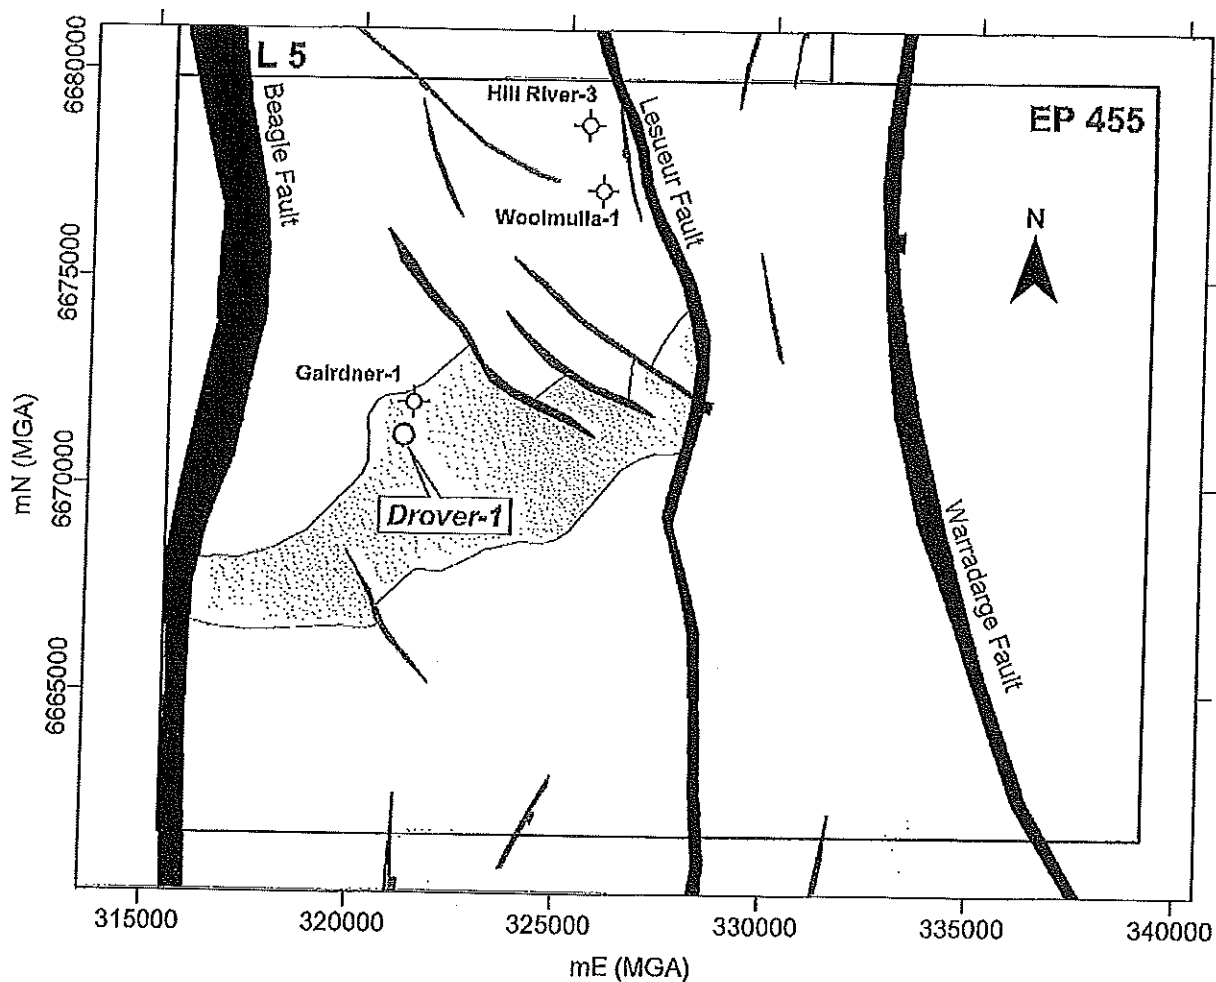 L 5
EP 455
Hill River-3
Woolmulla-1
Gairdner-1
Drover-1
Beagle Fault
Lesueur Fault
Warradarge Fault
N
mN (MGA)
6680000
6675000
6670000
6665000
315000
320000
325000
330000
335000
340000
mE (MGA)